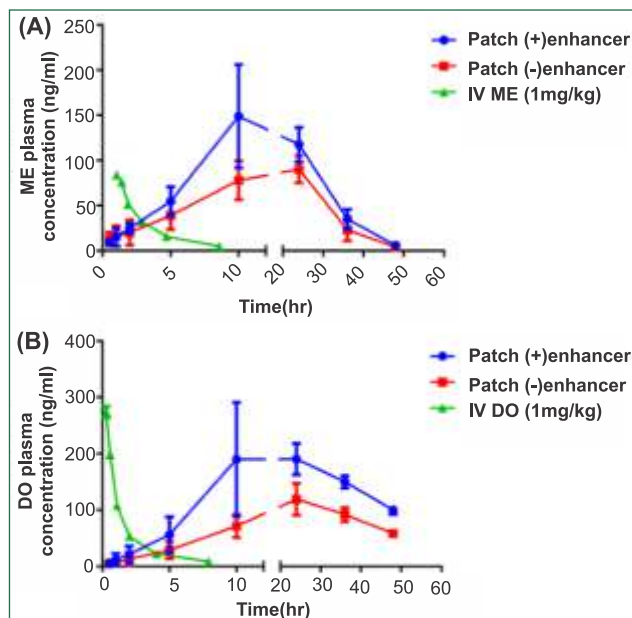 (A)
250
200
150
100
50
0
ME plasma
concentration (ng/ml)
0 5 10 20 30 40 50 60
Time(hr)
Patch (+)enhancer
Patch (-)enhancer
IV ME (1mg/kg)
(B)
400
300
200
100
0
DO plasma
concentration (ng/ml)
0 5 10 20 30 40 50 60
Time(hr)
Patch (+)enhancer
Patch (-)enhancer
IV DO (1mg/kg)